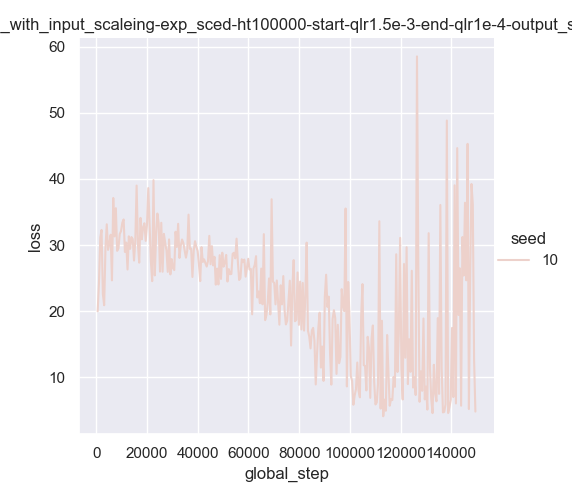 _with_input_scaleing-exp_sced-ht100000-start-qlr1.5e-3-end-qlr1e-4-output_s
60
50
40
30
20
10
loss
seed
10
0 20000 40000 60000 80000 100000 120000 140000
global_step